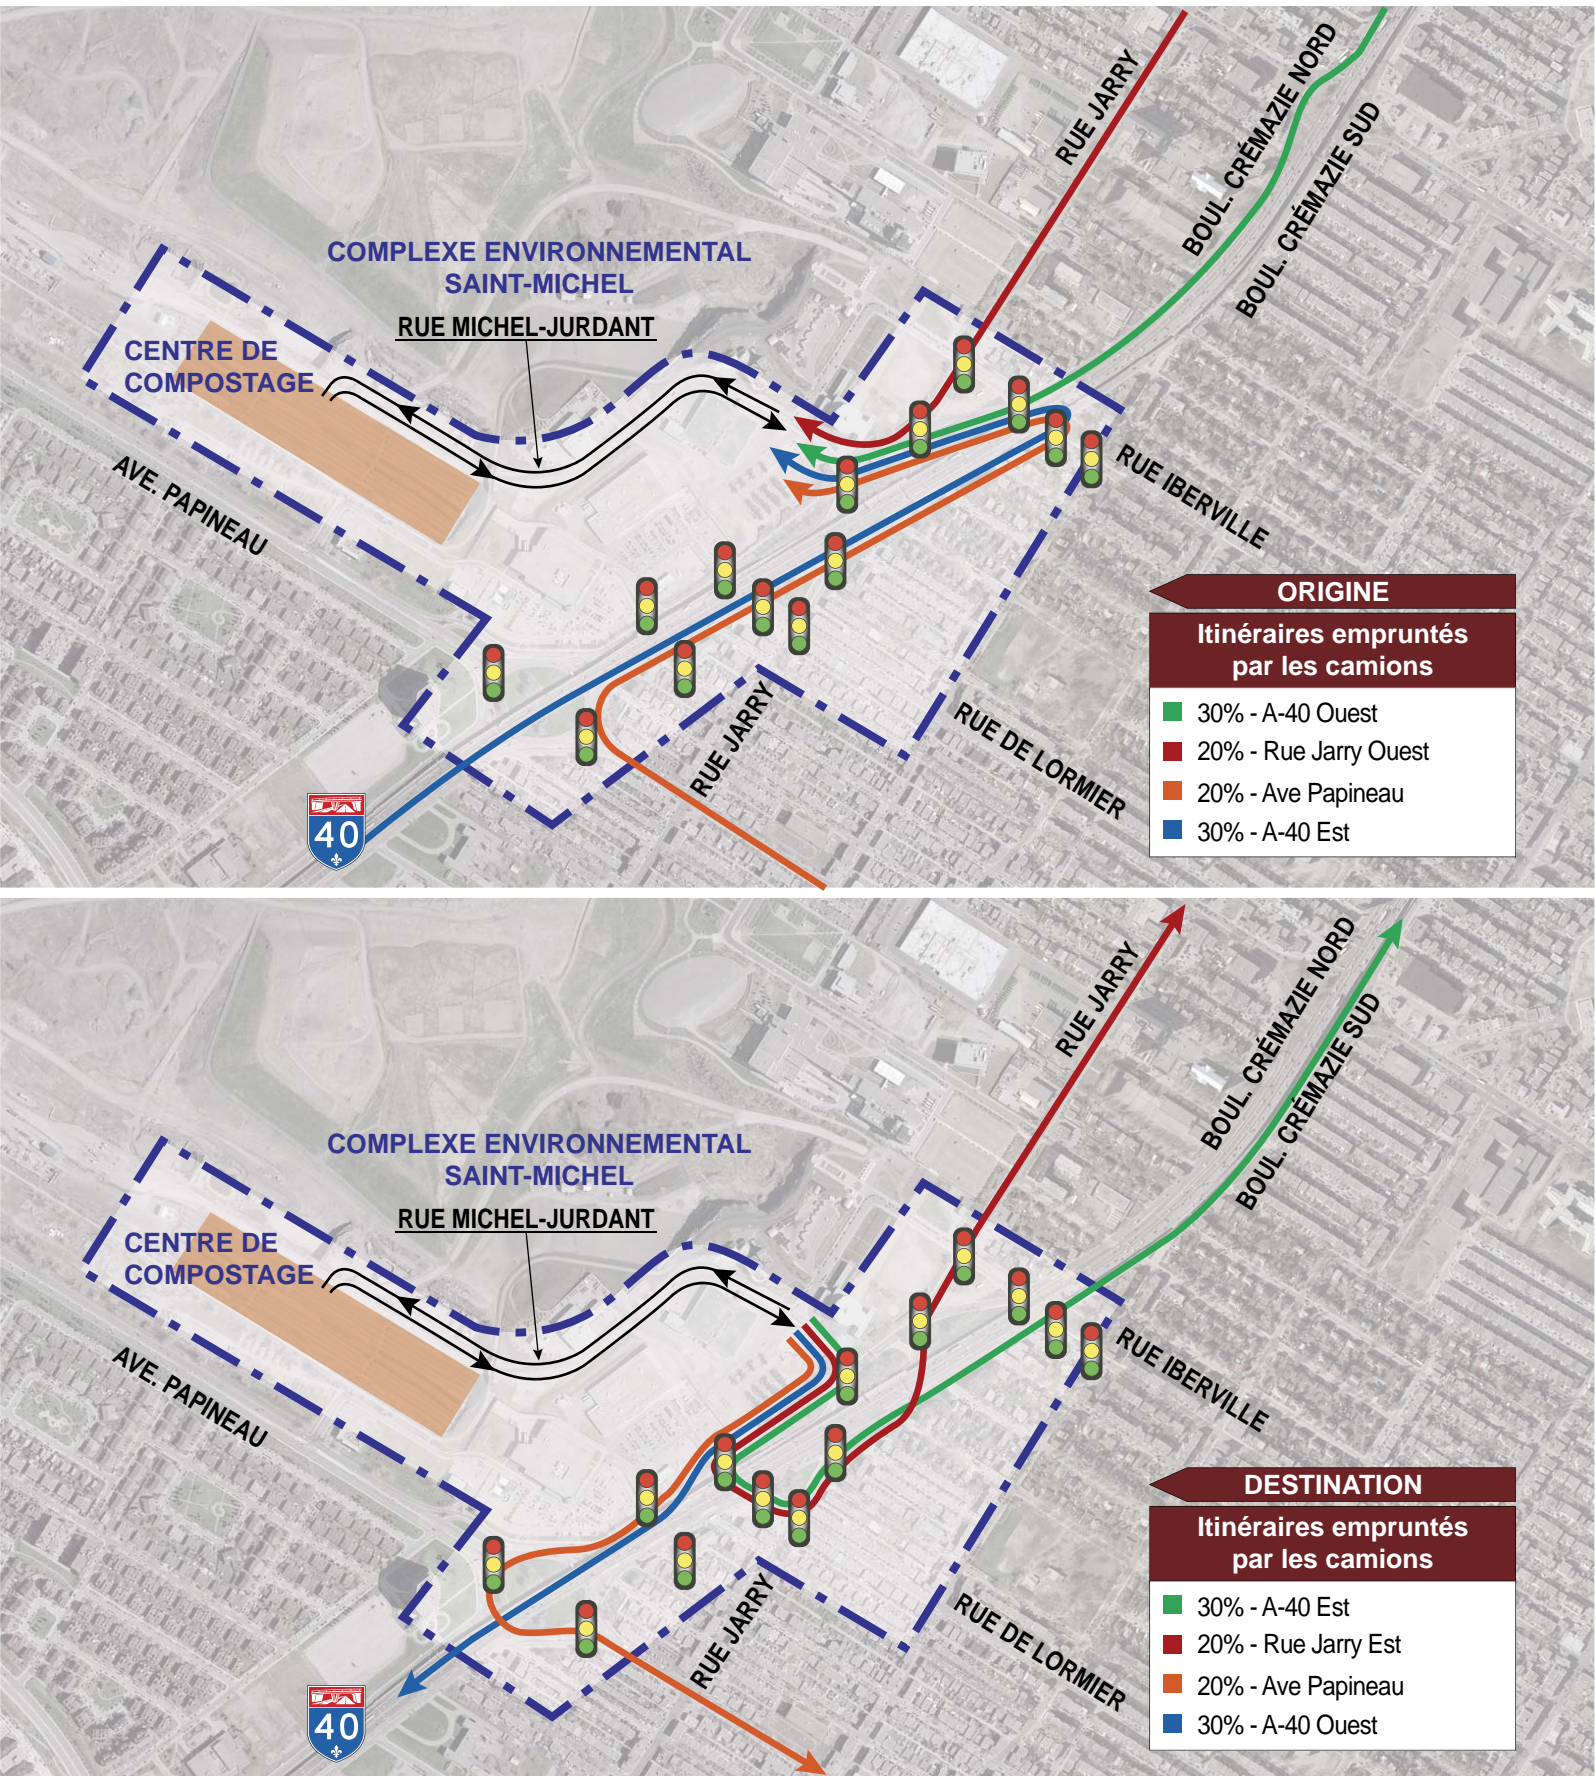 RUE JARRY
BOUL. CRÉMAZIE NORD
BOUL. CRÉMAZIE SUD
COMPLEXE ENVIRONNEMENTAL
SAINT-MICHEL
RUE MICHEL-JURDANT
CENTRE DE
COMPOSTAGE
AVE. PAPINEAU
RUE IBERVILLE
RUE JARRY
RUE DE LORMIER
40
ORIGINE
Itinéraires empruntés
par les camions
30% - A-40 Ouest
20% - Rue Jarry Ouest
20% - Ave Papineau
30% - A-40 Est
RUE JARRY
BOUL. CRÉMAZIE NORD
BOUL. CRÉMAZIE SUD
COMPLEXE ENVIRONNEMENTAL
SAINT-MICHEL
RUE MICHEL-JURDANT
CENTRE DE
COMPOSTAGE
AVE. PAPINEAU
RUE IBERVILLE
RUE JARRY
RUE DE LORMIER
40
DESTINATION
Itinéraires empruntés
par les camions
30% - A-40 Est
20% - Rue Jarry Est
20% - Ave Papineau
30% - A-40 Ouest